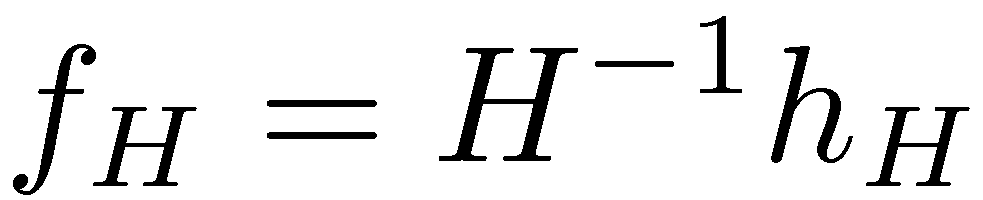 f_H = H^{-1} h_H